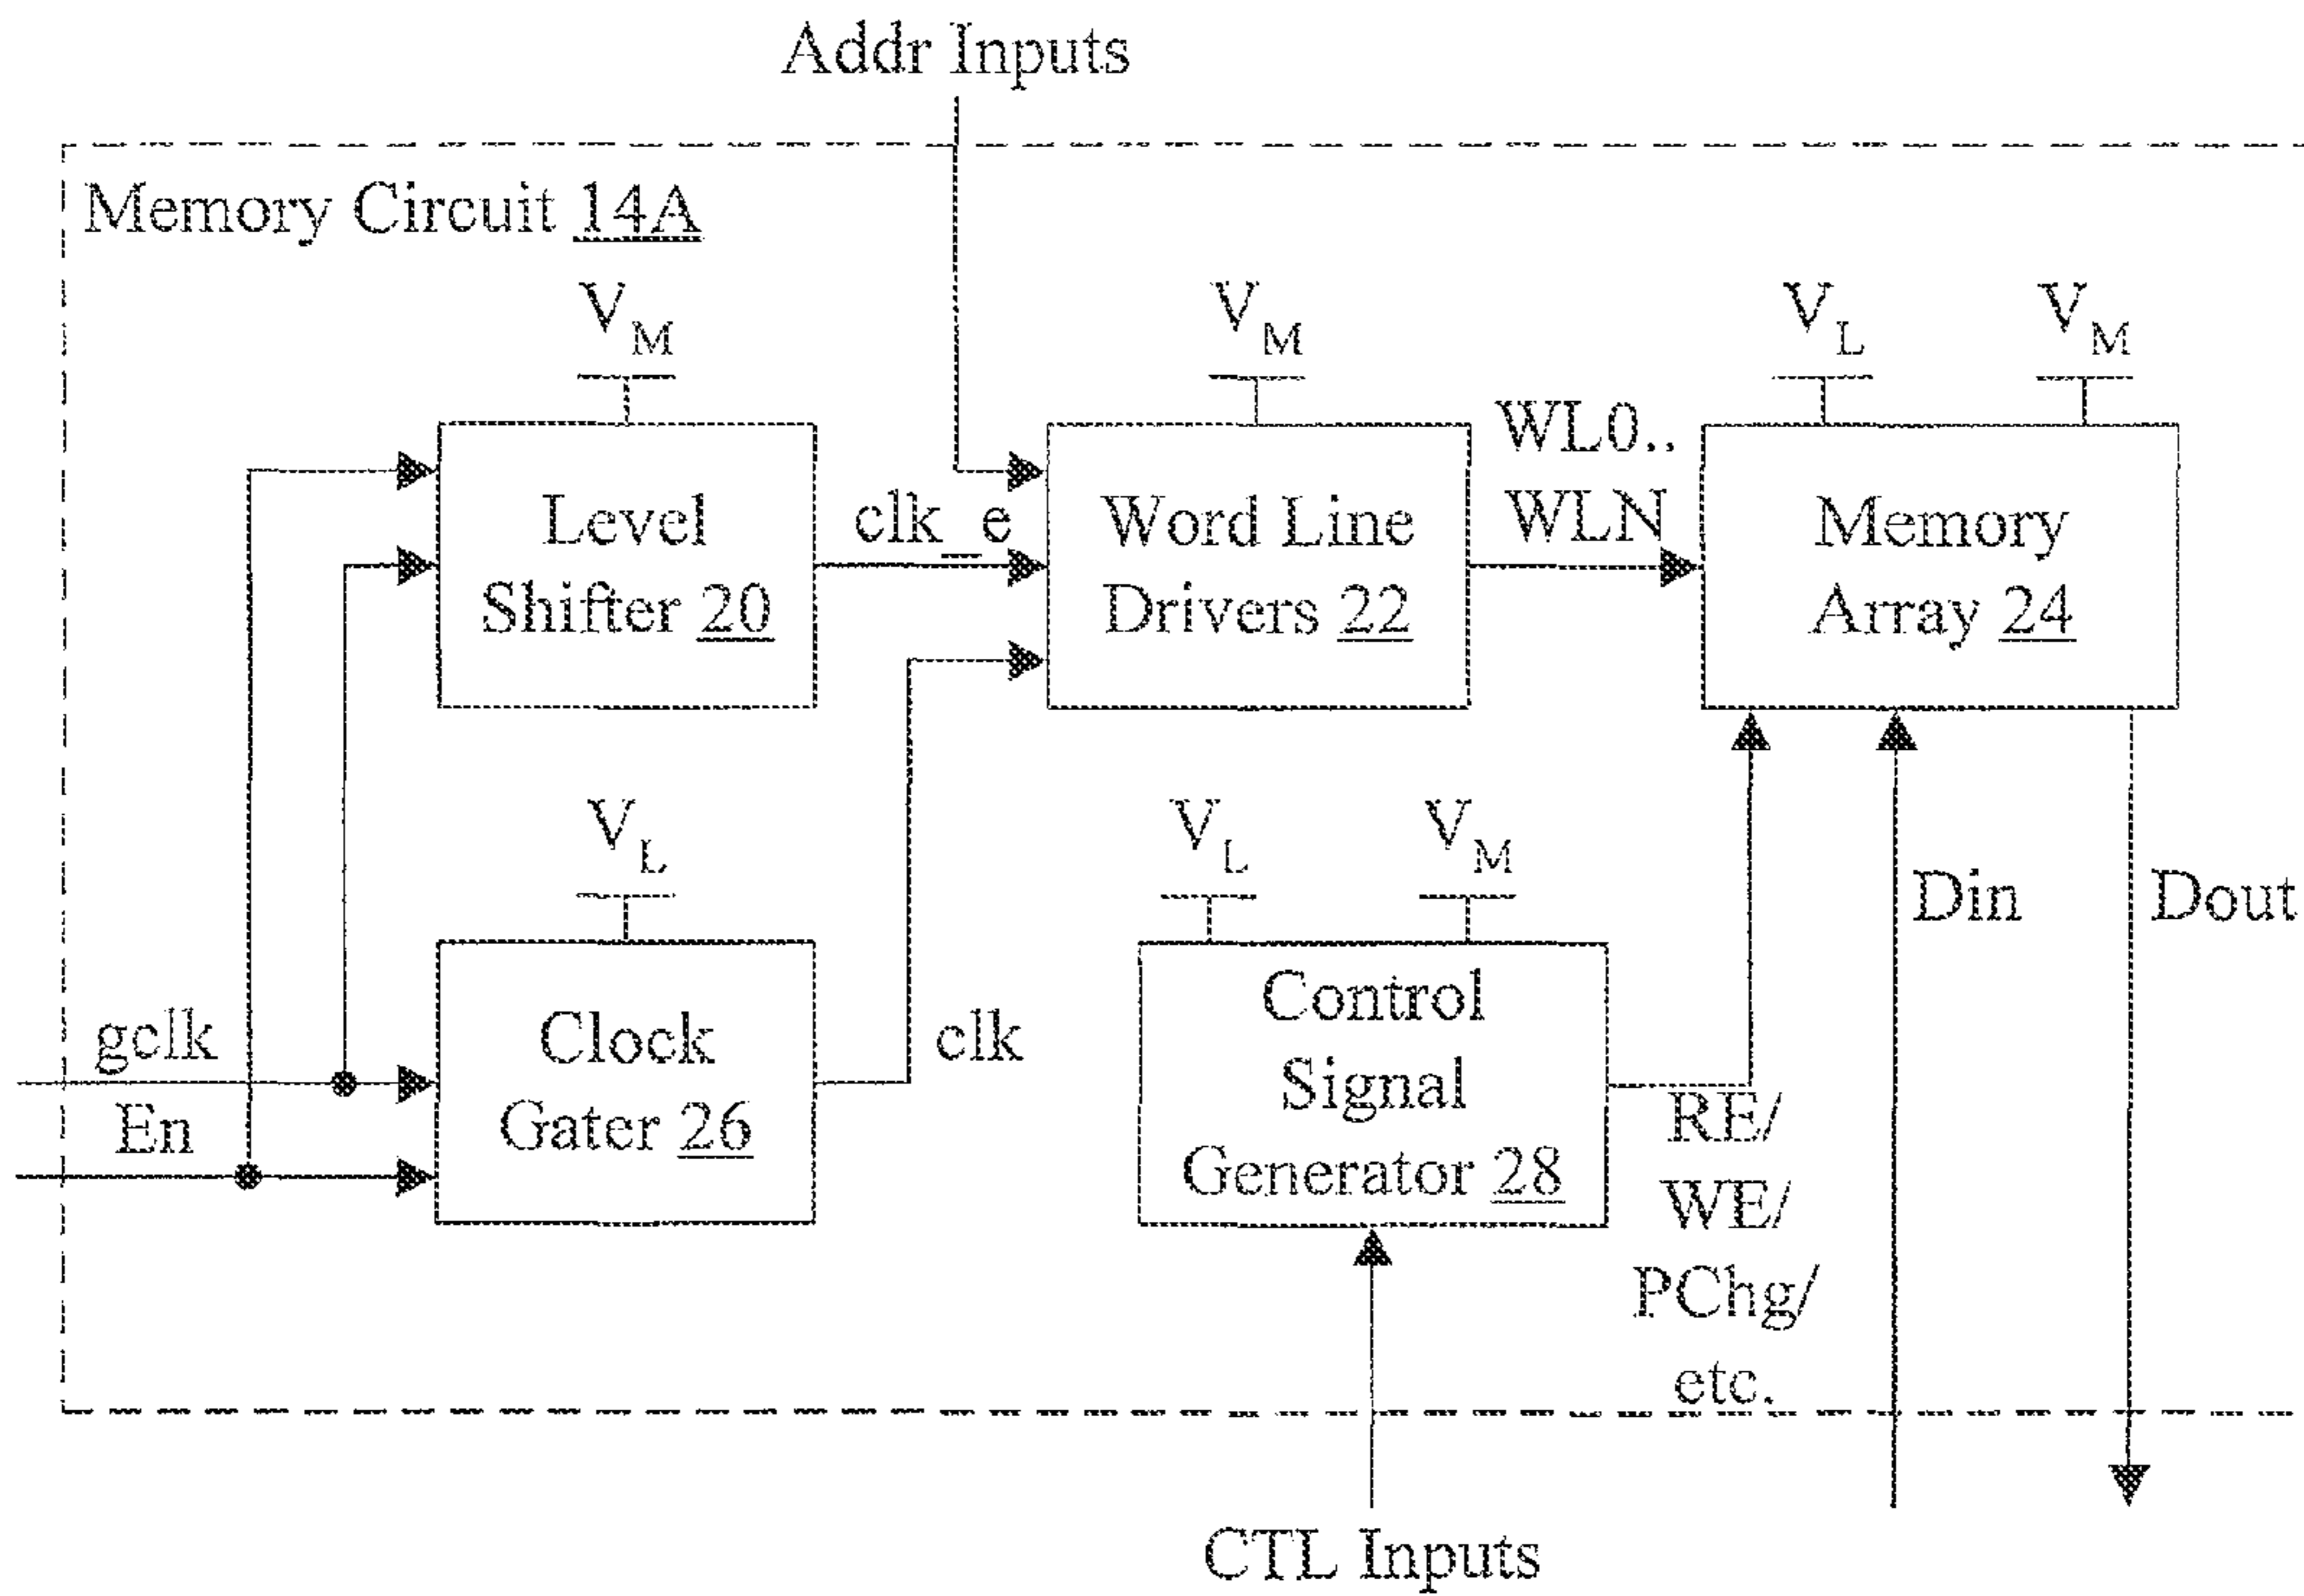 Addr Inputs
Memory Circuit 14A
VM
VM
VL
VM
Level
Shifter 20
clk_e
Word Line
Drivers 22
WL0..
WLN
Memory
Array 24
VL
VL
VM
gclk
En
Clock
Gater 26
clk
Control
Signal
Generator 28
RE/
WE/
PChg/
etc.
Din
Dout
CTL Inputs